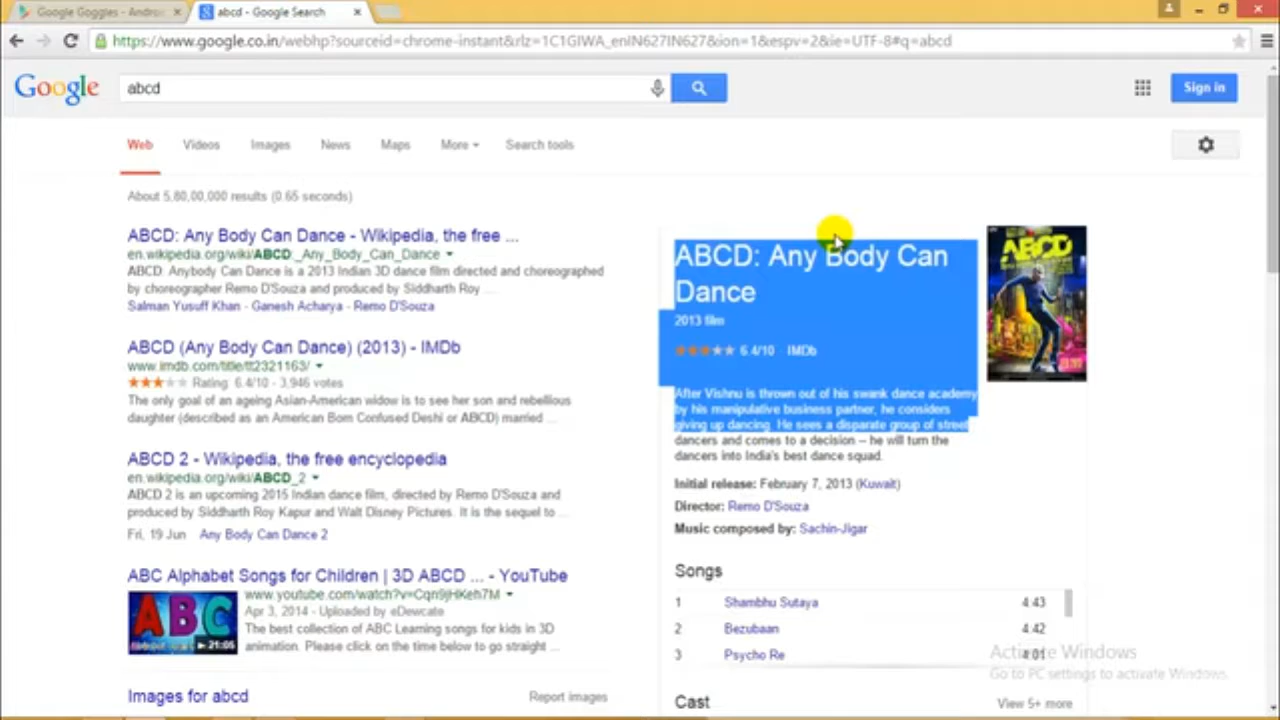 Google Goggles - Androi
abcd - Google Search
https://www.google.co.in/webhp?sourceid=chrome-instant&rlz=1C1GIWA_enIN627IN627&ion=1&espv=2&ie=UTF-8#q=abcd
Google
abcd
Sign in
Web Videos Images News Maps More Search tools
About 5,80,00,000 results (0.65 seconds)
ABCD: Any Body Can Dance - Wikipedia, the free ...
en.wikipedia.org/wiki/ABCD:_Any_Body_Can_Dance
ABCD: Anybody Can Dance is a 2013 Indian 3D dance film directed and choreographed
by choreographer Remo D'Souza and produced by Siddharth Roy ...
Salman Yusuff Khan - Ganesh Acharya - Remo D'Souza
ABCD (Any Body Can Dance) (2013) - IMDb
www.imdb.com/title/tt2321163/
Rating: 6.4/10 - 3,946 votes
The only goal of an ageing Asian-American widow is to see her son and rebellious
daughter (described as an American Born Confused Deshi or ABCD) married ...
ABCD 2 - Wikipedia, the free encyclopedia
en.wikipedia.org/wiki/ABCD_2
ABCD 2 is an upcoming 2015 Indian dance film, directed by Remo D'Souza and
produced by Siddharth Roy Kapur and Walt Disney Pictures. It is the sequel to ...
Fri, 19 Jun Any Body Can Dance 2
ABC Alphabet Songs for Children | 3D ABCD ... - YouTube
www.youtube.com/watch?v=Cqn9jHKeh7M
ABC
21:05
Apr 3, 2014 - Uploaded by eDewcate
The best collection of ABC Learning songs for kids in 3D
animation. Please click on the time below to go straight ...
Images for abcd
Report images
ABCD: Any Body Can
Dance
2013 film
6.4/10 IMDb
ABCD
After Vishnu is thrown out of his swank dance academy
by his manipulative business partner, he considers
giving up dancing. He sees a disparate group of street
dancers and comes to a decision – he will turn the
dancers into India's best dance squad.
Initial release: February 7, 2013 (Kuwait)
Director: Remo D'Souza
Music composed by: Sachin-Jigar
Songs
1 Shambhu Sutaya 4:43
2 Bezubaan 4:42
3 Psycho Re 4:01
Cast
View 5+ more
Activate Windows
Go to PC settings to activate Windows.